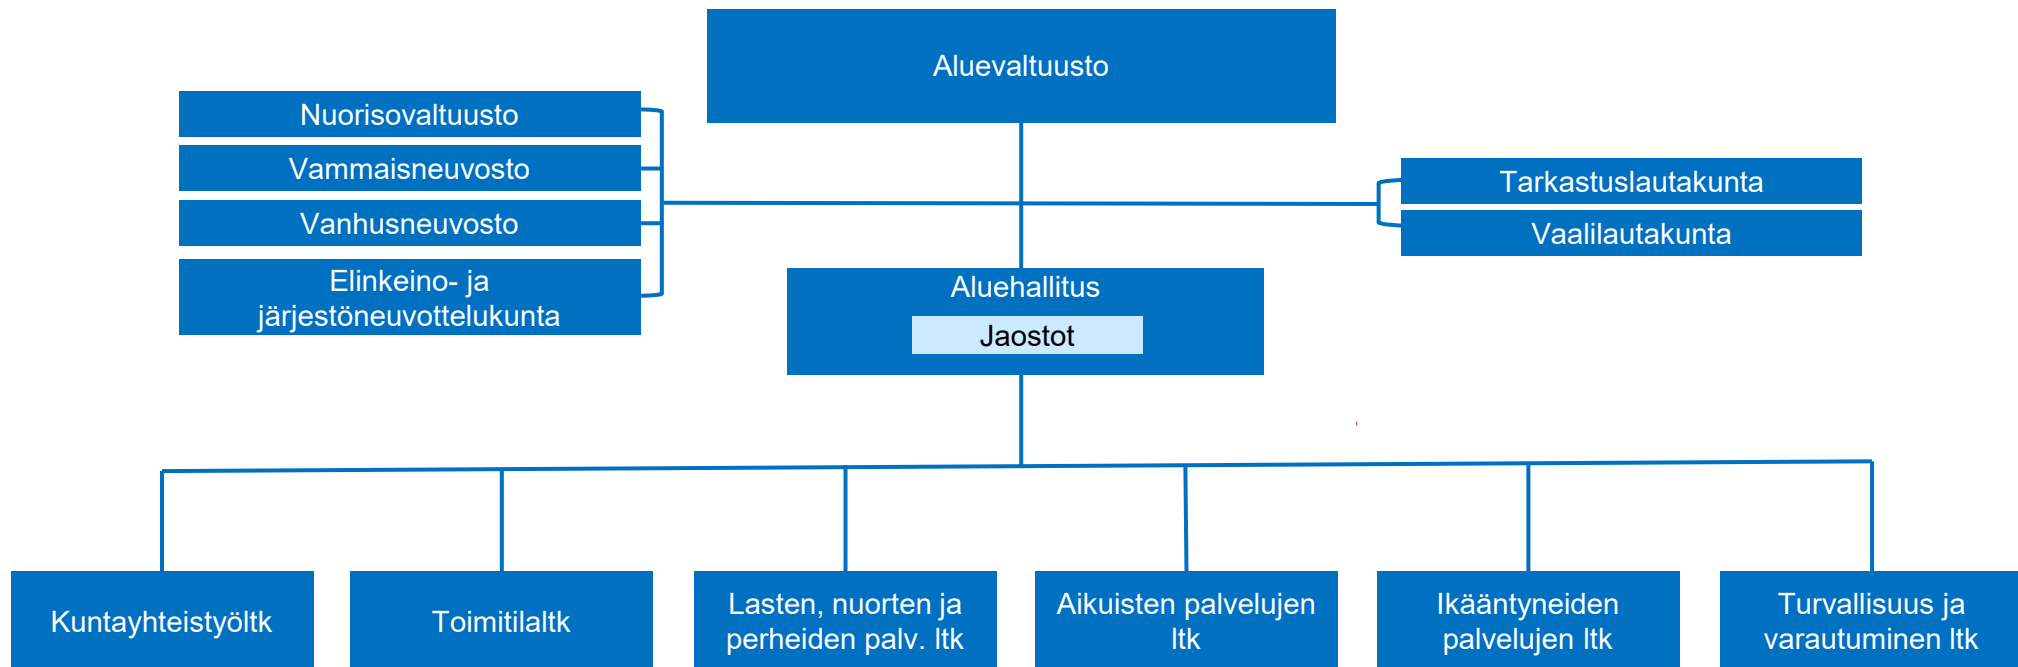 Aluevaltuusto
Nuorisovaltuusto
Vammaisneuvosto
Vanhusneuvosto
Elinkeino- ja
järjestöneuvottelukunta
Tarkastuslautakunta
Vaalilautakunta
Aluehallitus
Jaostot
Kuntayhteistyöltk
Toimitilaltk
Lasten, nuorten ja
perheiden palv. ltk
Aikuisten palvelujen
ltk
Ikääntyneiden
palvelujen ltk
Turvallisuus ja
varautuminen ltk